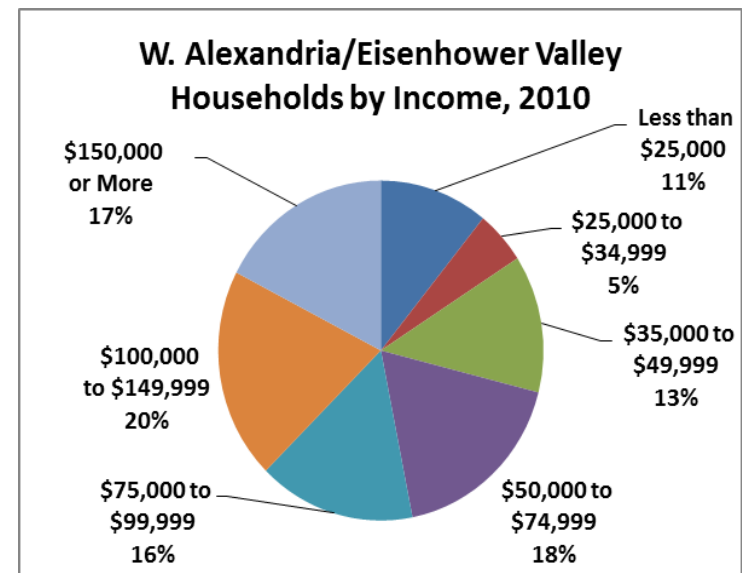 W. Alexandria/Eisenhower Valley
Households by Income, 2010
Less than
$25,000
11%
$25,000 to
$34,999
5%
$35,000 to
$49,999
13%
$50,000 to
$74,999
18%
$75,000 to
$99,999
16%
$100,000
to $149,999
20%
$150,000
or More
17%